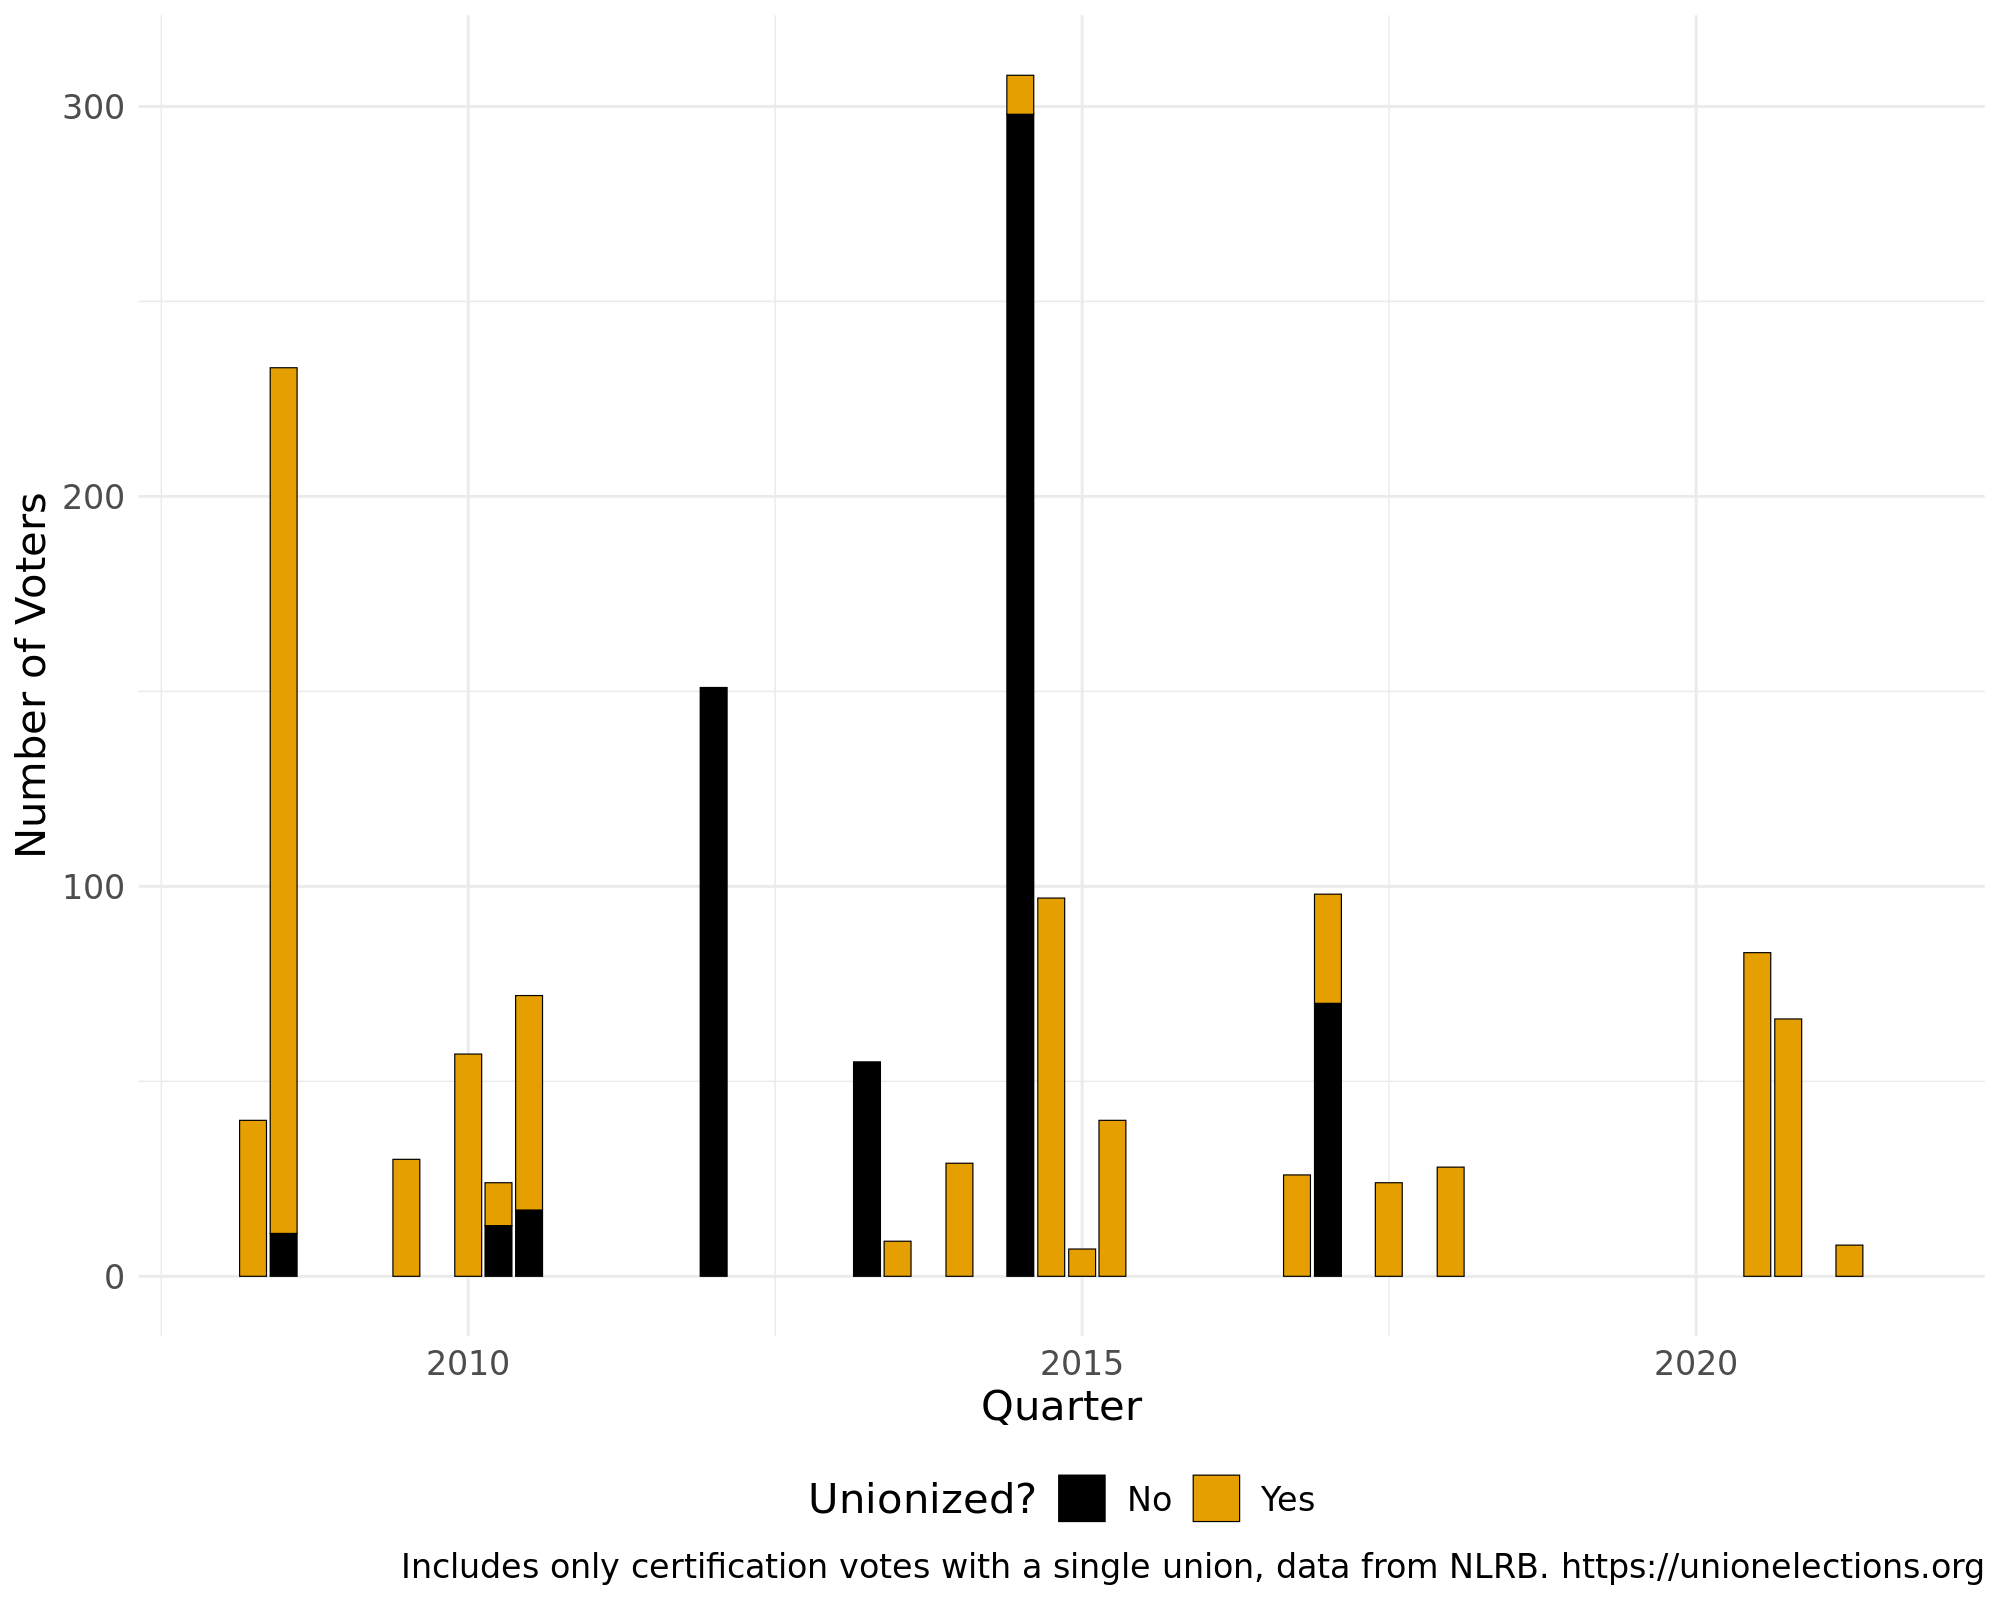 300
200
100
0
Number of Voters
2010 2015 2020
Quarter
Unionized? No Yes
Includes only certification votes with a single union, data from NLRB. https://unionelections.org